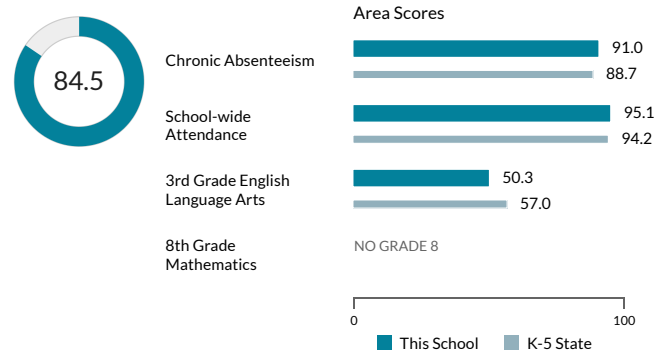 84.5
Area Scores
Chronic Absenteeism
91.0
88.7
School-wide
Attendance
95.1
94.2
3rd Grade English
Language Arts
50.3
57.0
8th Grade
Mathematics
NO GRADE 8
0
100
This School
K-5 State